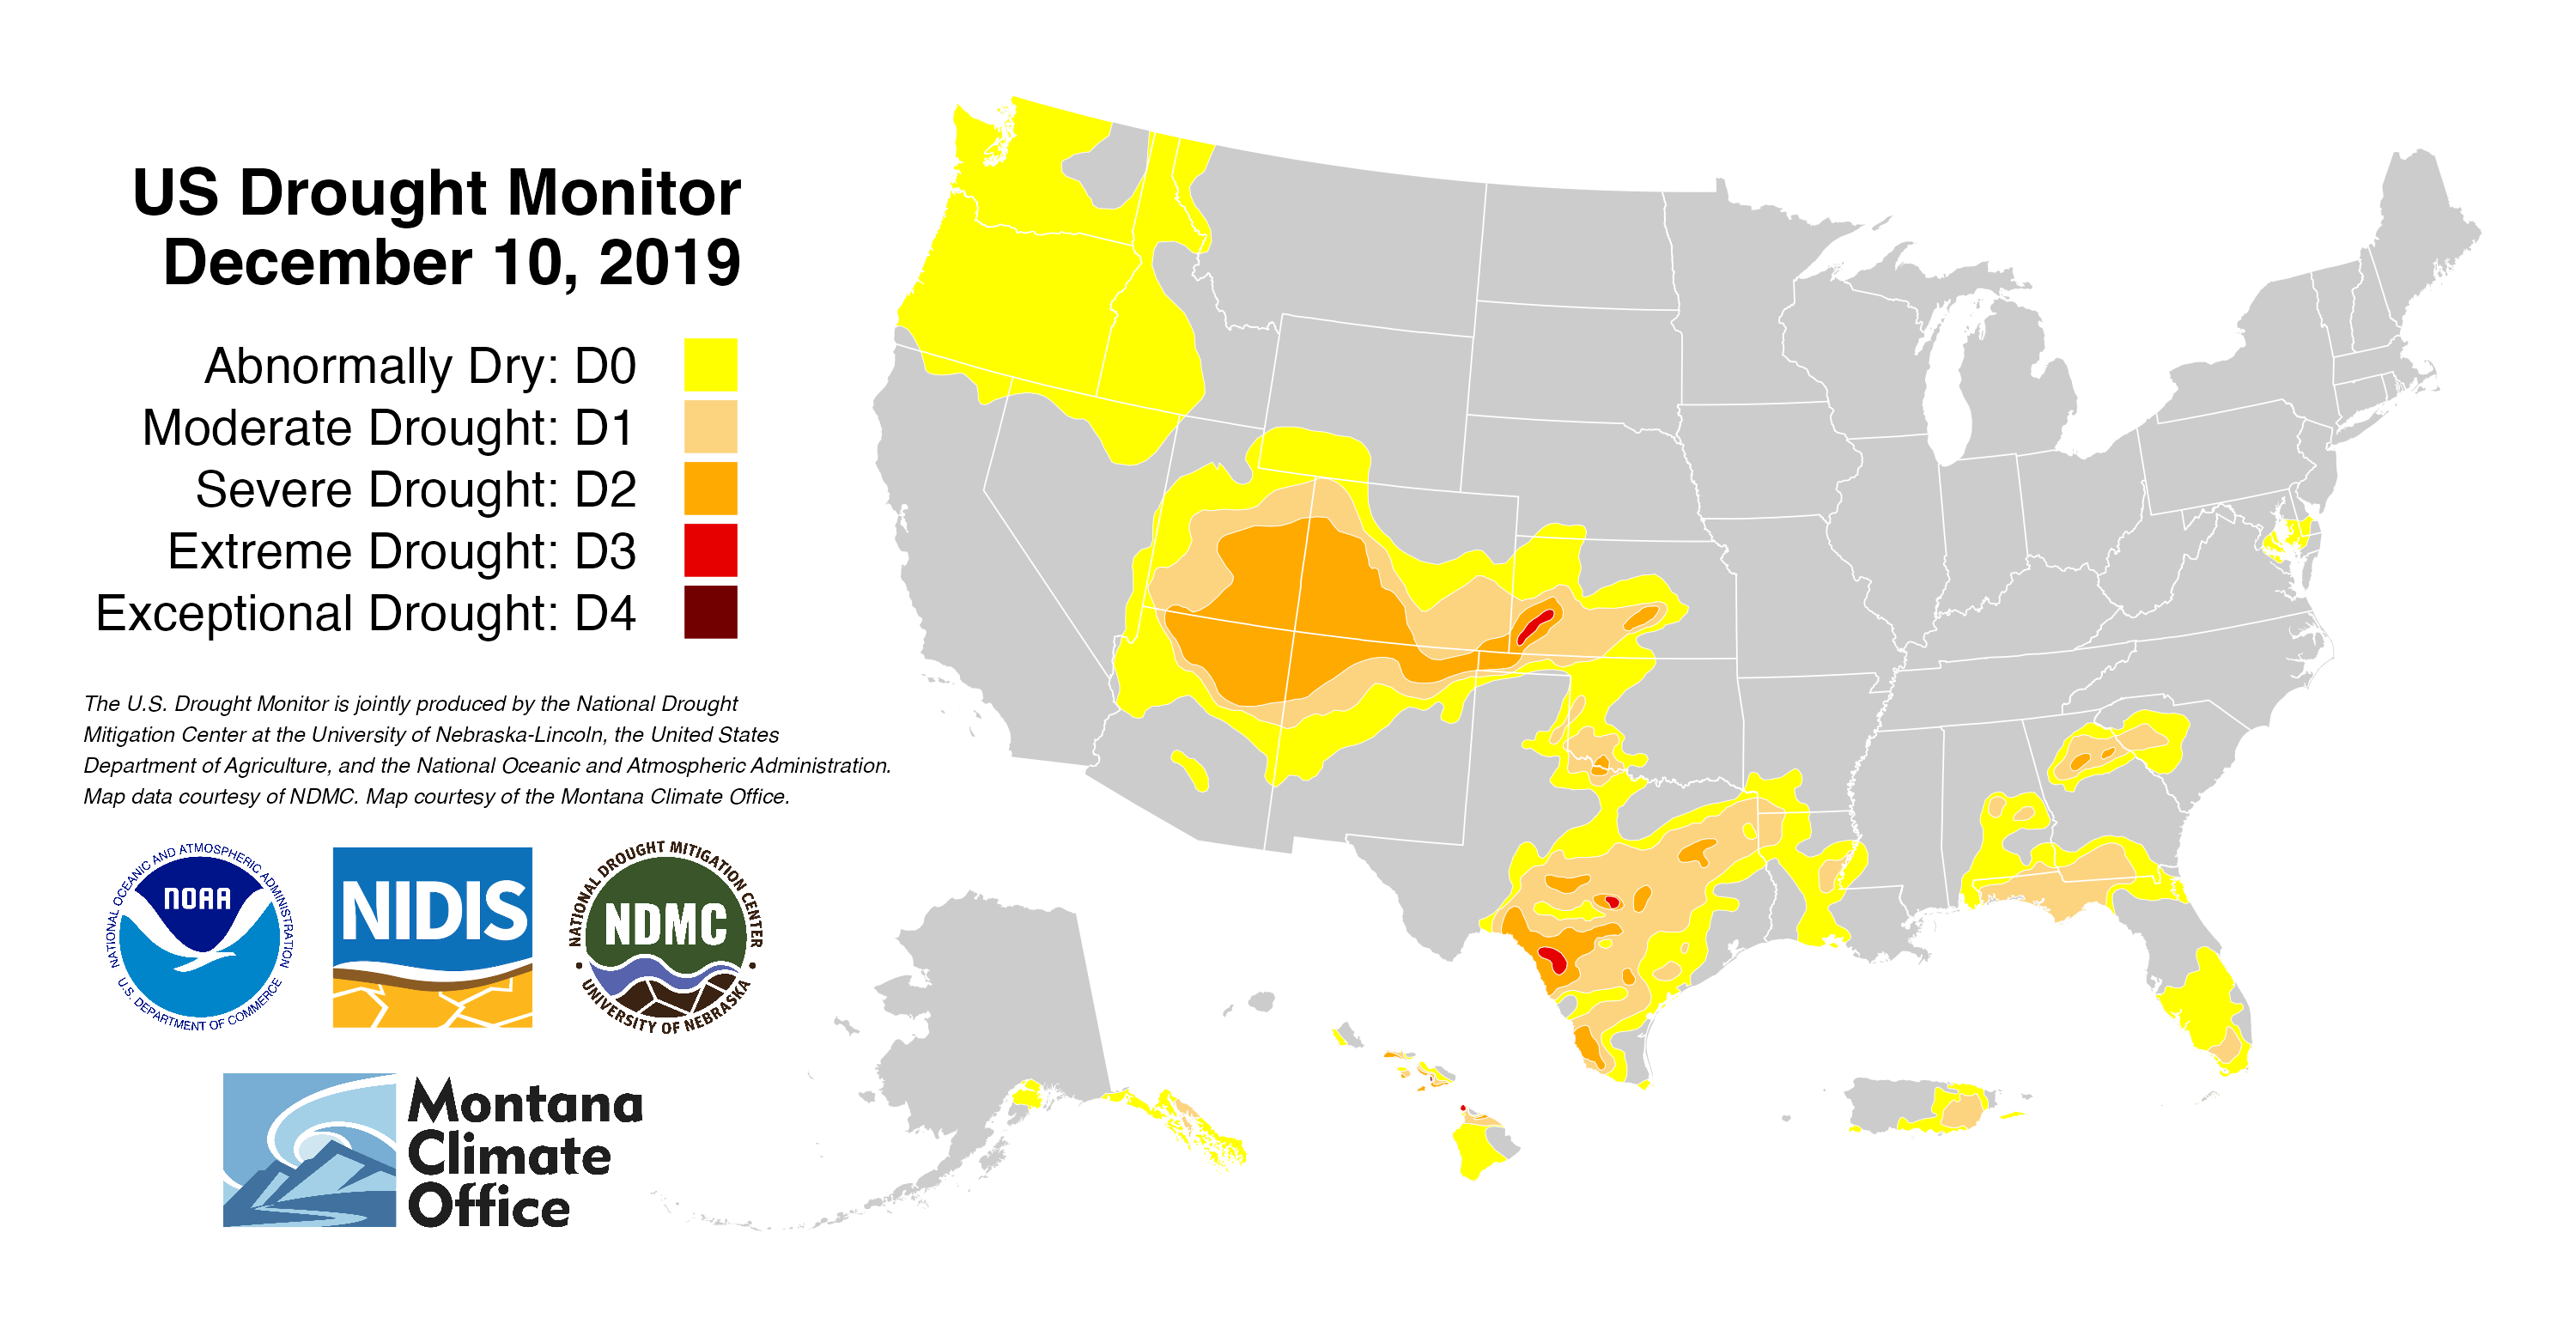 US Drought Monitor
December 10, 2019
Abnormally Dry: D0
Moderate Drought: D1
Severe Drought: D2
Extreme Drought: D3
Exceptional Drought: D4
The U.S. Drought Monitor is jointly produced by the National Drought
Mitigation Center at the University of Nebraska-Lincoln, the United States
Department of Agriculture, and the National Oceanic and Atmospheric Administration.
Map data courtesy of NDMC. Map courtesy of the Montana Climate Office.
NATIONAL OCEANIC AND ATMOSPHERIC ADMINISTRATION
NOAA
U.S. DEPARTMENT OF COMMERCE
NIDIS
NATIONAL DROUGHT MITIGATION CENTER
NDMC
UNIVERSITY OF NEBRASKA
Montana
Climate
Office